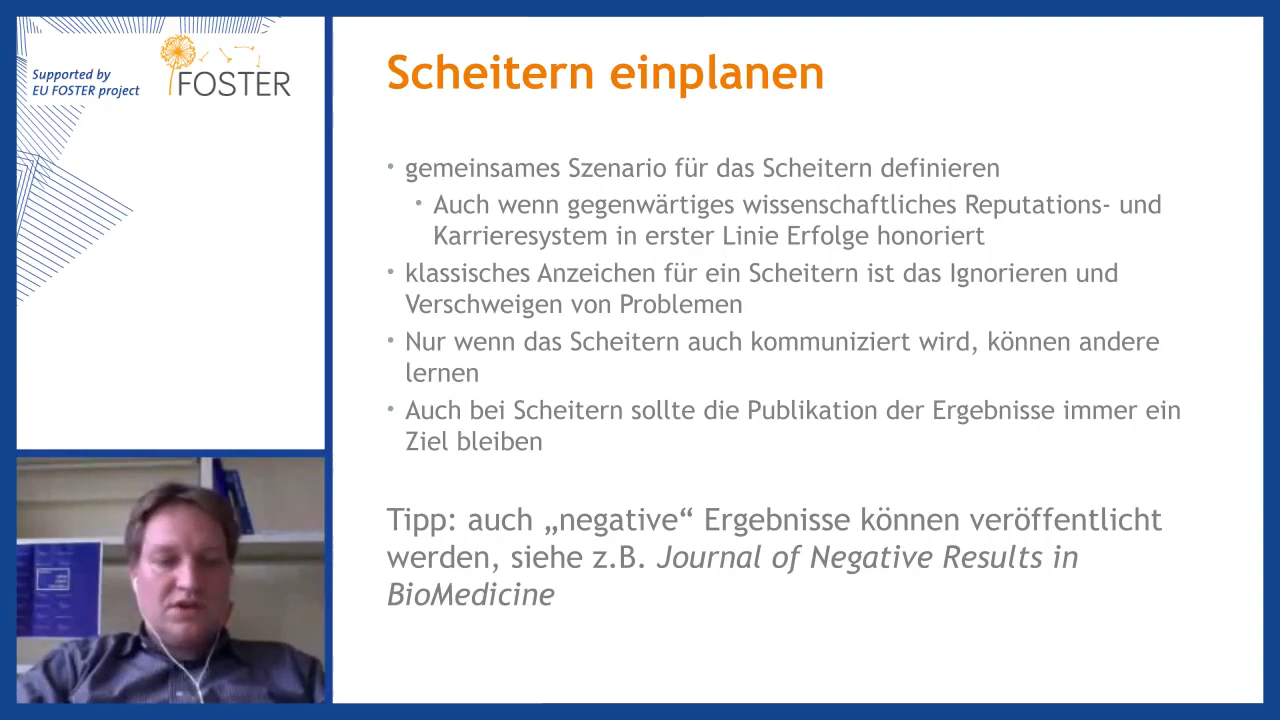 Supported by
EU FOSTER project
FOSTER
Scheitern einplanen
• gemeinsames Szenario für das Scheitern definieren
• Auch wenn gegenwärtiges wissenschaftliches Reputations- und
Karrieresystem in erster Linie Erfolge honoriert
• klassisches Anzeichen für ein Scheitern ist das Ignorieren und
Verschweigen von Problemen
• Nur wenn das Scheitern auch kommuniziert wird, können andere
lernen
• Auch bei Scheitern sollte die Publikation der Ergebnisse immer ein
Ziel bleiben
Tipp: auch „negative“ Ergebnisse können veröffentlicht
werden, siehe z.B. Journal of Negative Results in
BioMedicine